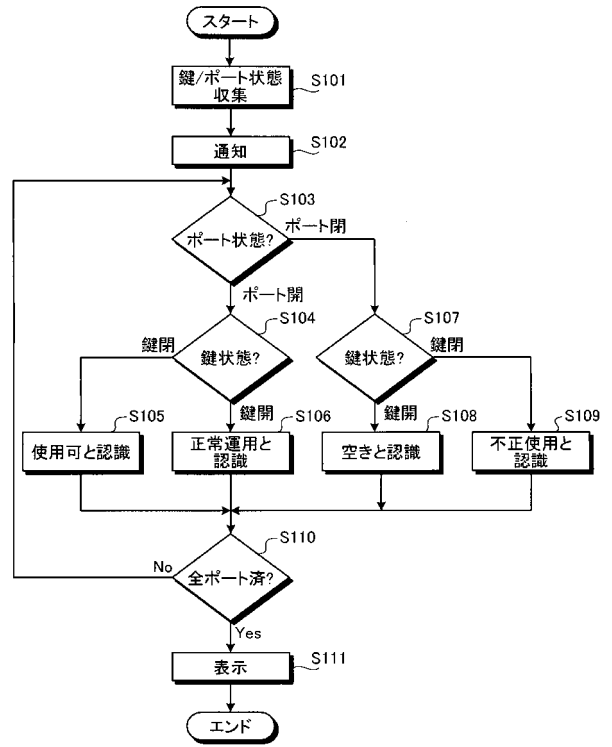 スタート
鍵/ポート状態
収集
S101
通知
S102
S103
ポート状態?
ポート閉
ポート開
S104
鍵状態?
鍵閉
鍵開
S107
鍵状態?
鍵閉
鍵開
S105
使用可と認識
S106
正常運用と
認識
S108
空きと認識
S109
不正使用と
認識
S110
全ポート済?
No
Yes
S111
表示
エンド